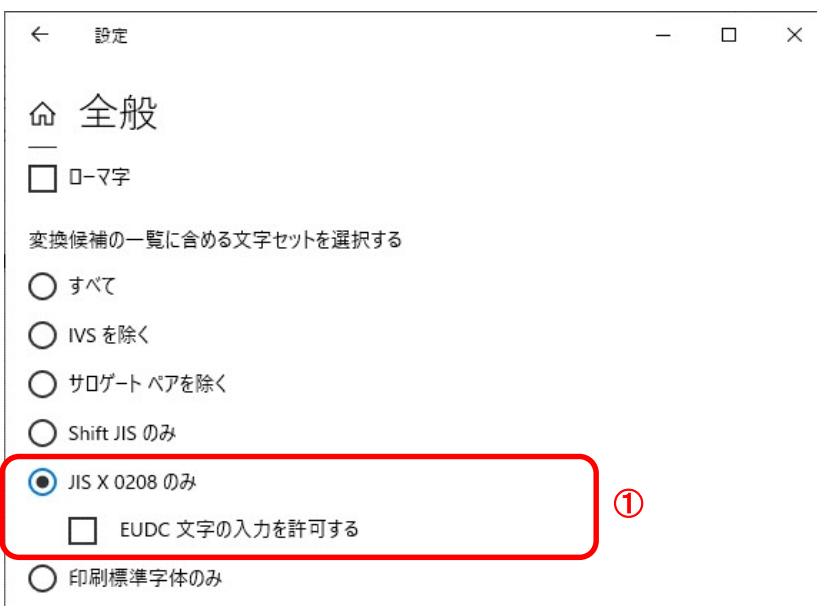 設定
全般
ローマ字
変換候補の一覧に含める文字セットを選択する
すべて
IVS を除く
サロゲート ペアを除く
Shift JIS のみ
JIS X 0208 のみ
①
EUDC 文字の入力を許可する
印刷標準字体のみ